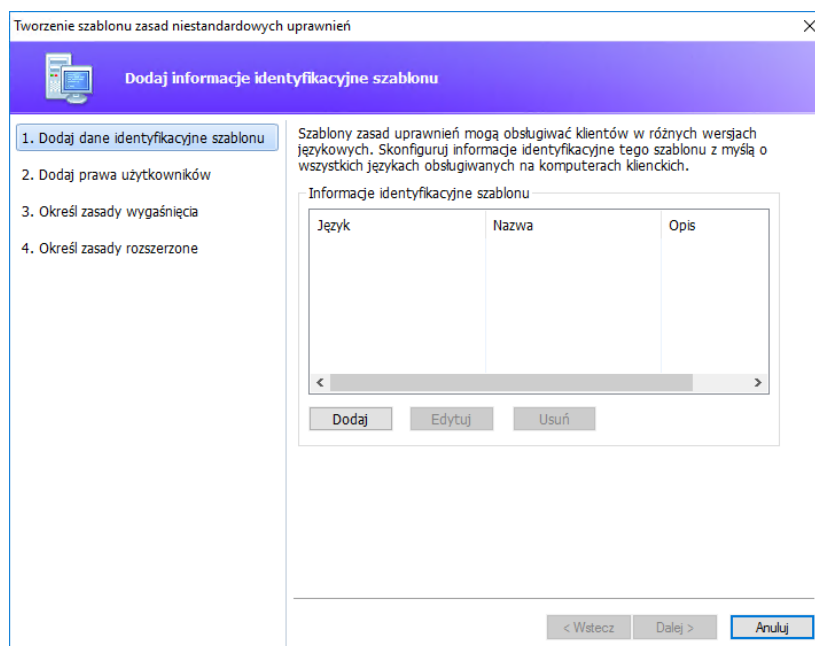 Tworzenie szablonu zasad niestandardowych uprawnień
Dodaj informacje identyfikacyjne szablonu
1. Dodaj dane identyfikacyjne szablonu
2. Dodaj prawa użytkowników
3. Określ zasady wygaśnięcia
4. Określ zasady rozszerzone
Szablony zasad uprawnień mogą obsługiwać klientów w różnych wersjach
językowych. Skonfiguruj informacje identyfikacyjne tego szablonu z myślą o
wszystkich językach obsługiwanych na komputerach klienckich.
Informacje identyfikacyjne szablonu
Język Nazwa Opis
Dodaj Edytuj Usuń
< Wstecz Dalej > Anuluj